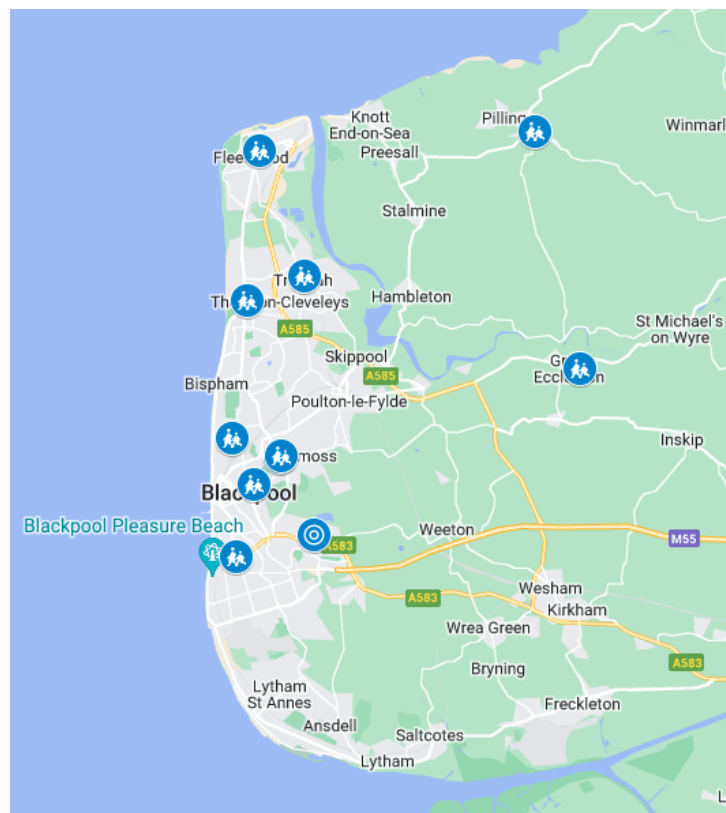 Knott
End-on-Sea
Preesall
Pilling
Winmarl
Stalmine
Hambleton
A585
St Michael's
on Wyre
Skippool
A585
Bispham
Poulton-le-Fylde
Inskip
Blackpool Pleasure Beach
Weeton
A583
M55
Wesham
A583
Kirkham
Wrea Green
A583
Bryning
Lytham
St Annes
Freckleton
Ansdell
Saltcotes
Lytham
L